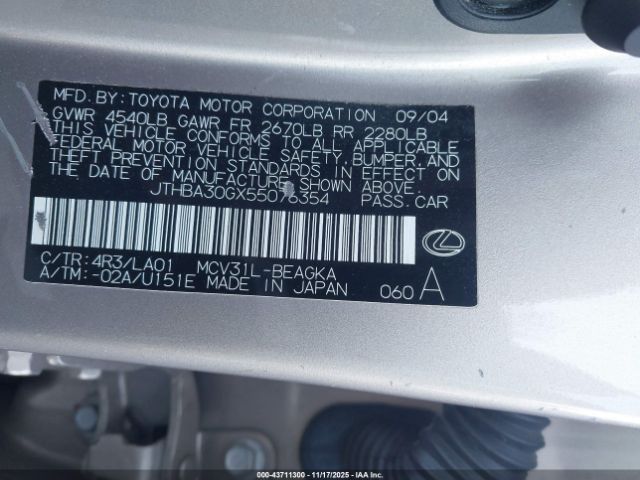 MFD. BY: TOYOTA MOTOR CORPORATION 09/04
GVWR 4540LB GAWR FR 2670LB RR 2280LB
THIS VEHICLE CONFORMS TO ALL APPLICABLE
FEDERAL MOTOR VEHICLE SAFETY, BUMPER, AND
THEFT PREVENTION STANDARDS IN EFFECT ON
THE DATE OF MANUFACTURE SHOWN ABOVE.
JTHBA30GX55076354 PASS. CAR
C/TR: 4R3/LA01 MCV31L-BEAGKA
A/TM: -02A/U151E MADE IN JAPAN 060 A
000-43711300 - 11/17/2025 - IAA Inc.